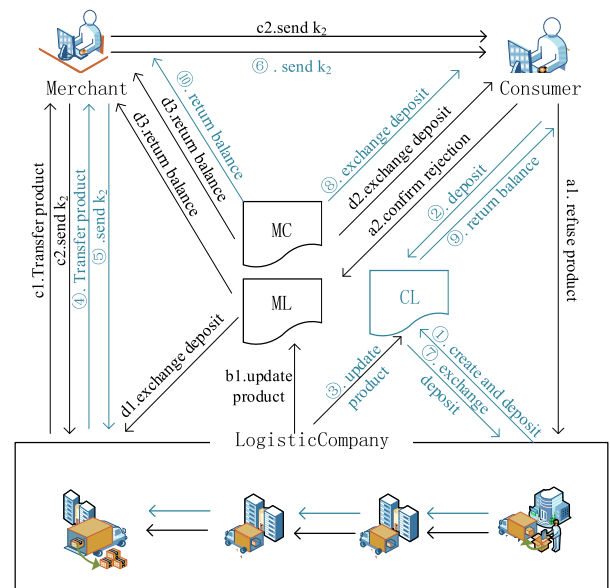 c2.send k₂
⑥ . send k₂
Merchant
Consumer
⑩. return balance
d3.return balance
d3.return balance
⑧. exchange deposit
d2.exchange deposit
a2.confirm rejection
②. deposit
⑨. return balance
a1. refuse product
c1.Transfer product
c2.send k₂
④. Transfer product
⑤ .send k₂
MC
ML
CL
d1.exchange deposit
b1.update
product
③. update
product
①. create and deposit
⑦. exchange
deposit
LogisticCompany